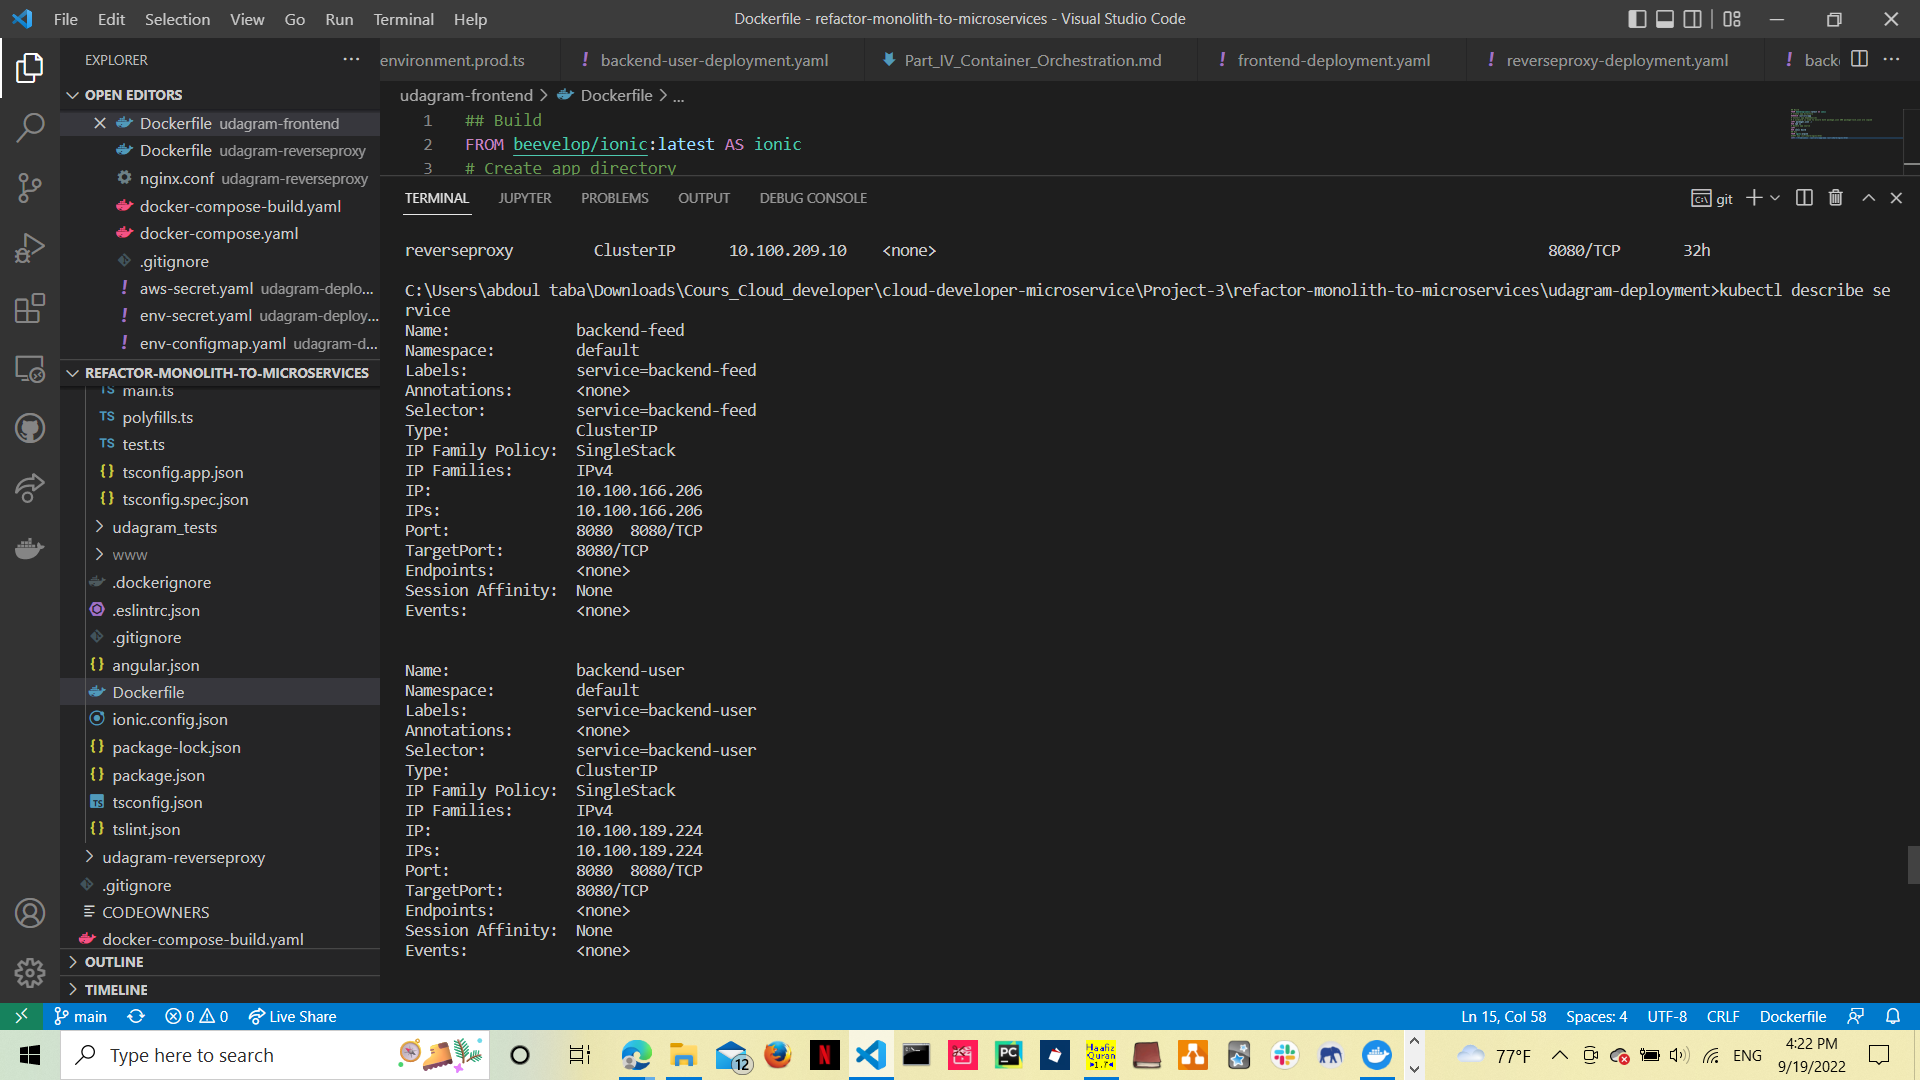 File Edit Selection View Go Run Terminal Help
Dockerfile - refactor-monolith-to-microservices - Visual Studio Code
EXPLORER
environment.prod.ts
! backend-user-deployment.yaml
Part_IV_Container_Orchestration.md
! frontend-deployment.yaml
! reverseproxy-deployment.yaml
! back
OPEN EDITORS
Dockerfile udagram-frontend
Dockerfile udagram-reverseproxy
nginx.conf udagram-reverseproxy
docker-compose-build.yaml
docker-compose.yaml
.gitignore
! aws-secret.yaml udagram-deplo...
! env-secret.yaml udagram-deploy...
! env-configmap.yaml udagram-d...
REFACTOR-MONOLITH-TO-MICROSERVICES
TS main.ts
TS polyfills.ts
TS test.ts
{} tsconfig.app.json
{} tsconfig.spec.json
udagram_tests
www
.dockerignore
.eslintrc.json
.gitignore
{} angular.json
Dockerfile
ionic.config.json
{} package-lock.json
{} package.json
TS tsconfig.json
{} tslint.json
udagram-reverseproxy
.gitignore
CODEOWNERS
docker-compose-build.yaml
OUTLINE
TIMELINE
udagram-frontend > Dockerfile > ...
1 ## Build
2 FROM beevelop/ionic:latest AS ionic
3 # Create app directory
TERMINAL JUPYTER PROBLEMS OUTPUT DEBUG CONSOLE
git
reverseproxy ClusterIP 10.100.209.10 <none> 8080/TCP 32h
C:\Users\abdoul taba\Downloads\Cours_Cloud_developer\cloud-developer-microservice\Project-3\refactor-monolith-to-microservices\udagram-deployment>kubectl describe se
rvice
Name: backend-feed
Namespace: default
Labels: service=backend-feed
Annotations: <none>
Selector: service=backend-feed
Type: ClusterIP
IP Family Policy: SingleStack
IP Families: IPv4
IP: 10.100.166.206
IPs: 10.100.166.206
Port: 8080 8080/TCP
TargetPort: 8080/TCP
Endpoints: <none>
Session Affinity: None
Events: <none>
Name: backend-user
Namespace: default
Labels: service=backend-user
Annotations: <none>
Selector: service=backend-user
Type: ClusterIP
IP Family Policy: SingleStack
IP Families: IPv4
IP: 10.100.189.224
IPs: 10.100.189.224
Port: 8080 8080/TCP
TargetPort: 8080/TCP
Endpoints: <none>
Session Affinity: None
Events: <none>
main 0 0 Live Share
Ln 15, Col 58 Spaces: 4 UTF-8 CRLF Dockerfile
Type here to search
12
N
PC
Haafiz
Quran
1.7
77°F
ENG
4:22 PM
9/19/2022